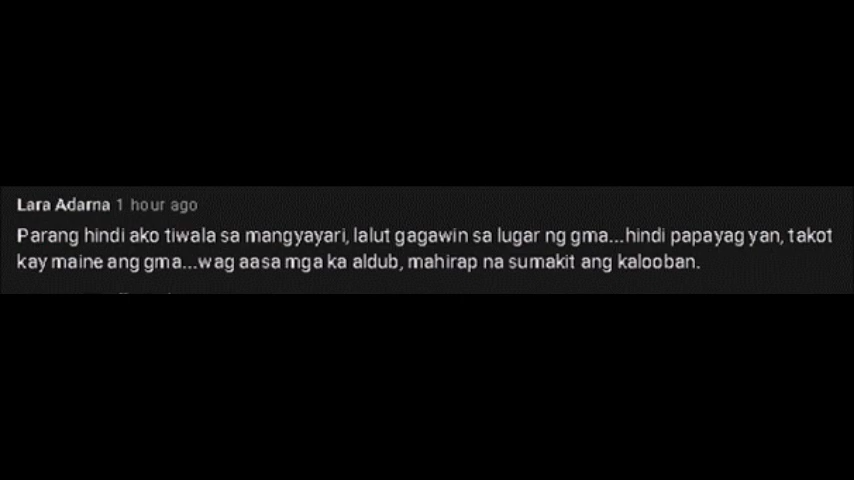 Lara Adarna 1 hour ago
Parang hindi ako tiwala sa mangyayari, lalut gagawin sa lugar ng gma...hindi papayag yan, takot
kay maine ang gma...wag aasa mga ka aldub, mahirap na sumakit ang kalooban.